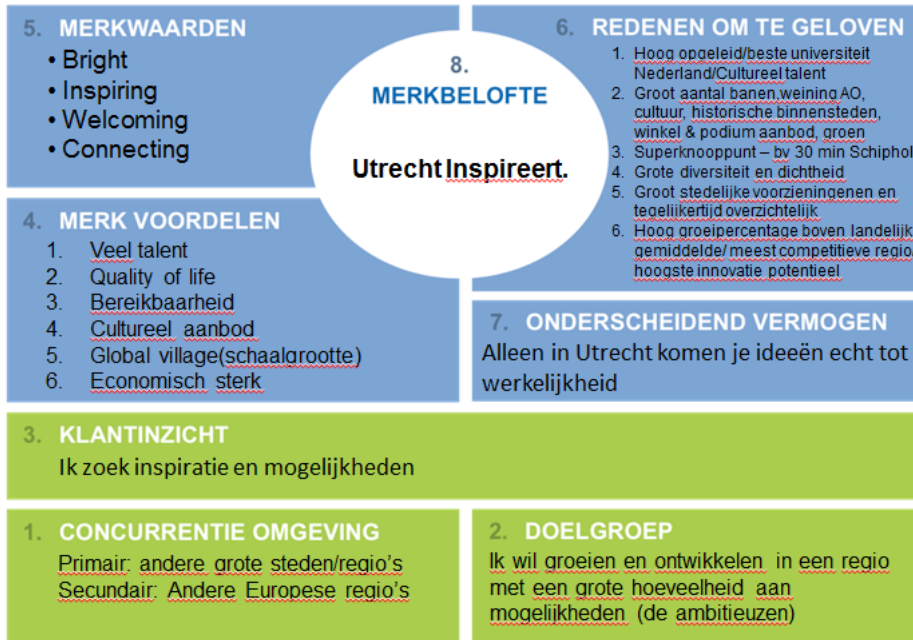 5. MERKWAARDEN
• Bright
• Inspiring
• Welcoming
• Connecting
8.
MERKBELOFTE
Utrecht Inspireert.
6. REDENEN OM TE GELOVEN
1. Hoog opgeleid/beste universiteit
Nederland/Cultureel talent
2. Groot aantal banen,weining AO,
cultuur, historische binnensteden,
winkel & podium aanbod, groen
3. Superknooppunt – bv 30 min Schiphol
4. Grote diversiteit en dichtheid
5. Groot stedelijke voorzieningenen en
tegelijkertijd overzichtelijk
6. Hoog groeipercentage boven landelijk
gemiddelde/ meest competitieve regio/
hoogste innovatie potentieel
4. MERK VOORDELEN
1. Veel talent
2. Quality of life
3. Bereikbaarheid
4. Cultureel aanbod
5. Global village(schaalgrootte)
6. Economisch sterk
7. ONDERSCHEIDEND VERMOGEN
Alleen in Utrecht komen je ideeën echt tot
werkelijkheid
3. KLANTINZICHT
Ik zoek inspiratie en mogelijkheden
1. CONCURRENTIE OMGEVING
Primair: andere grote steden/regio's
Secundair: Andere Europese regio's
2. DOELGROEP
Ik wil groeien en ontwikkelen in een regio
met een grote hoeveelheid aan
mogelijkheden (de ambitieuzen)